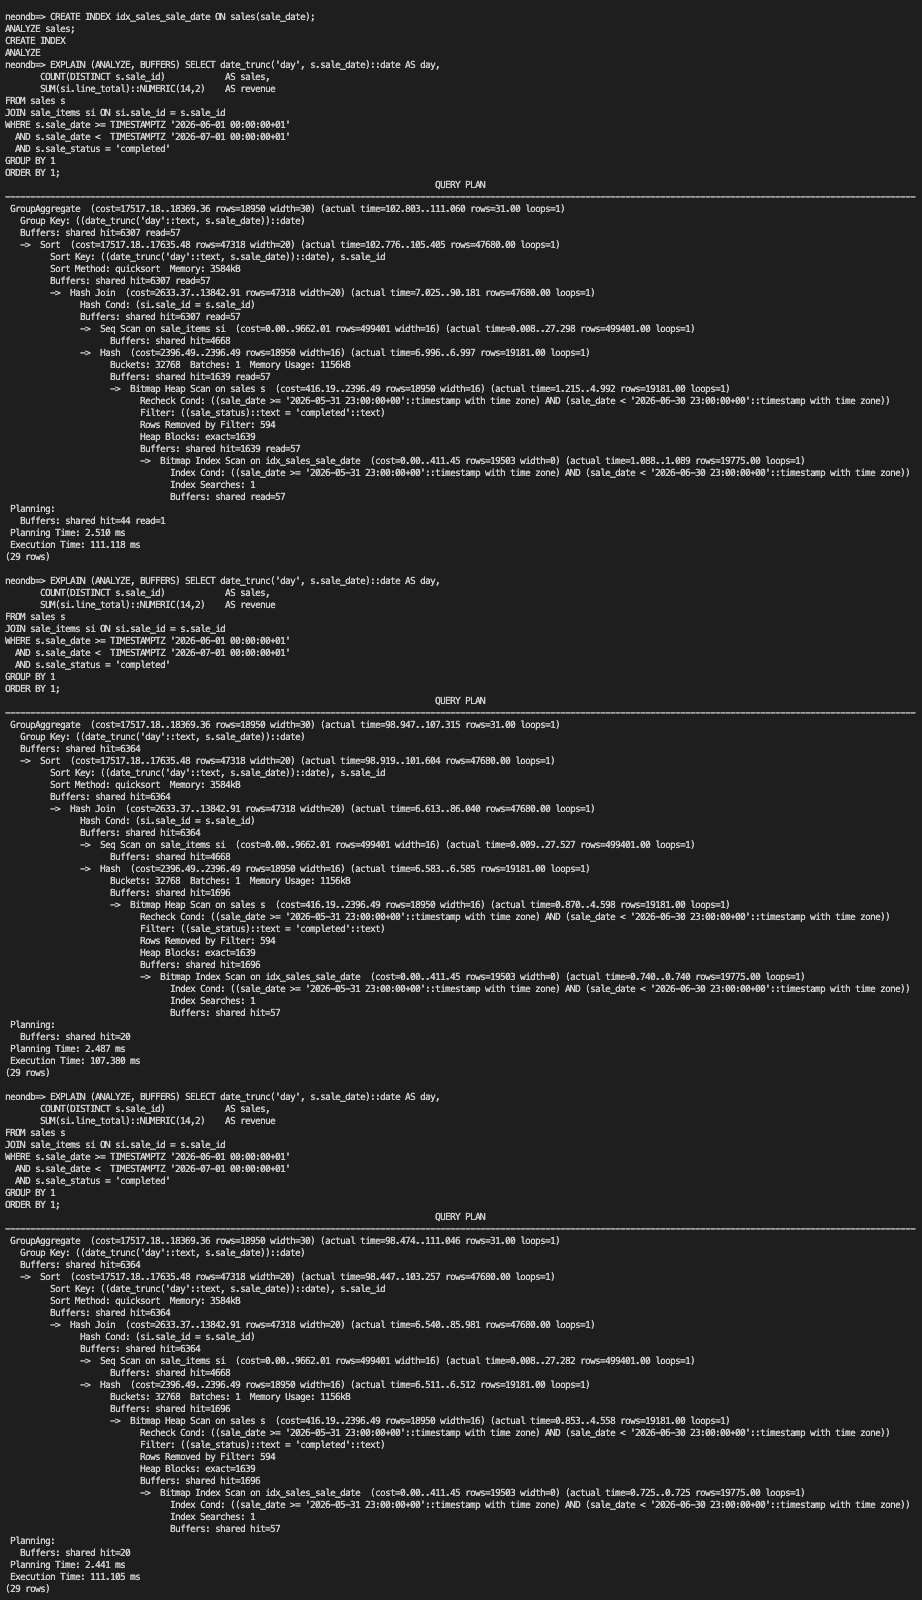 neondb=> CREATE INDEX idx_sales_sale_date ON sales(sale_date);
ANALYZE sales;
CREATE INDEX
ANALYZE
neondb=> EXPLAIN (ANALYZE, BUFFERS) SELECT date_trunc('day', s.sale_date)::date AS day,
       COUNT(DISTINCT s.sale_id)            AS sales,
       SUM(si.line_total)::NUMERIC(14,2)    AS revenue
FROM sales s
JOIN sale_items si ON si.sale_id = s.sale_id
WHERE s.sale_date >= TIMESTAMPTZ '2026-06-01 00:00:00+01'
  AND s.sale_date <  TIMESTAMPTZ '2026-07-01 00:00:00+01'
  AND s.sale_status = 'completed'
GROUP BY 1
ORDER BY 1;
QUERY PLAN
GroupAggregate  (cost=17517.18..18369.36 rows=18950 width=30) (actual time=102.803..111.060 rows=31.00 loops=1)
  Group Key: ((date_trunc('day'::text, s.sale_date))::date)
  Buffers: shared hit=6307 read=57
  ->  Sort  (cost=17517.18..17635.48 rows=47318 width=20) (actual time=102.776..105.405 rows=47680.00 loops=1)
        Sort Key: ((date_trunc('day'::text, s.sale_date))::date), s.sale_id
        Sort Method: quicksort  Memory: 3584kB
        Buffers: shared hit=6307 read=57
        ->  Hash Join  (cost=2633.37..13842.91 rows=47318 width=20) (actual time=7.025..90.181 rows=47680.00 loops=1)
              Hash Cond: (si.sale_id = s.sale_id)
              Buffers: shared hit=6307 read=57
              ->  Seq Scan on sale_items si  (cost=0.00..9662.01 rows=499401 width=16) (actual time=0.008..27.298 rows=499401.00 loops=1)
                    Buffers: shared hit=4668
              ->  Hash  (cost=2396.49..2396.49 rows=18950 width=16) (actual time=6.996..6.997 rows=19181.00 loops=1)
                    Buckets: 32768  Batches: 1  Memory Usage: 1156kB
                    Buffers: shared hit=1639 read=57
                    ->  Bitmap Heap Scan on sales s  (cost=416.19..2396.49 rows=18950 width=16) (actual time=1.215..4.992 rows=19181.00 loops=1)
                          Recheck Cond: ((sale_date >= '2026-05-31 23:00:00+00'::timestamp with time zone) AND (sale_date < '2026-06-30 23:00:00+00'::timestamp with time zone))
                          Filter: ((sale_status)::text = 'completed'::text)
                          Rows Removed by Filter: 594
                          Heap Blocks: exact=1639
                          Buffers: shared hit=1639 read=57
                          ->  Bitmap Index Scan on idx_sales_sale_date  (cost=0.00..411.45 rows=19503 width=0) (actual time=1.088..1.089 rows=19775.00 loops=1)
                                Index Cond: ((sale_date >= '2026-05-31 23:00:00+00'::timestamp with time zone) AND (sale_date < '2026-06-30 23:00:00+00'::timestamp with time zone))
                                Index Searches: 1
                                Buffers: shared read=57
Planning:
  Buffers: shared hit=44 read=1
Planning Time: 2.510 ms
Execution Time: 111.118 ms
(29 rows)
neondb=> EXPLAIN (ANALYZE, BUFFERS) SELECT date_trunc('day', s.sale_date)::date AS day,
       COUNT(DISTINCT s.sale_id)            AS sales,
       SUM(si.line_total)::NUMERIC(14,2)    AS revenue
FROM sales s
JOIN sale_items si ON si.sale_id = s.sale_id
WHERE s.sale_date >= TIMESTAMPTZ '2026-06-01 00:00:00+01'
  AND s.sale_date <  TIMESTAMPTZ '2026-07-01 00:00:00+01'
  AND s.sale_status = 'completed'
GROUP BY 1
ORDER BY 1;
QUERY PLAN
GroupAggregate  (cost=17517.18..18369.36 rows=18950 width=30) (actual time=98.947..107.315 rows=31.00 loops=1)
  Group Key: ((date_trunc('day'::text, s.sale_date))::date)
  Buffers: shared hit=6364
  ->  Sort  (cost=17517.18..17635.48 rows=47318 width=20) (actual time=98.919..101.604 rows=47680.00 loops=1)
        Sort Key: ((date_trunc('day'::text, s.sale_date))::date), s.sale_id
        Sort Method: quicksort  Memory: 3584kB
        Buffers: shared hit=6364
        ->  Hash Join  (cost=2633.37..13842.91 rows=47318 width=20) (actual time=6.613..86.040 rows=47680.00 loops=1)
              Hash Cond: (si.sale_id = s.sale_id)
              Buffers: shared hit=6364
              ->  Seq Scan on sale_items si  (cost=0.00..9662.01 rows=499401 width=16) (actual time=0.009..27.527 rows=499401.00 loops=1)
                    Buffers: shared hit=4668
              ->  Hash  (cost=2396.49..2396.49 rows=18950 width=16) (actual time=6.583..6.585 rows=19181.00 loops=1)
                    Buckets: 32768  Batches: 1  Memory Usage: 1156kB
                    Buffers: shared hit=1696
                    ->  Bitmap Heap Scan on sales s  (cost=416.19..2396.49 rows=18950 width=16) (actual time=0.870..4.598 rows=19181.00 loops=1)
                          Recheck Cond: ((sale_date >= '2026-05-31 23:00:00+00'::timestamp with time zone) AND (sale_date < '2026-06-30 23:00:00+00'::timestamp with time zone))
                          Filter: ((sale_status)::text = 'completed'::text)
                          Rows Removed by Filter: 594
                          Heap Blocks: exact=1639
                          Buffers: shared hit=1696
                          ->  Bitmap Index Scan on idx_sales_sale_date  (cost=0.00..411.45 rows=19503 width=0) (actual time=0.740..0.740 rows=19775.00 loops=1)
                                Index Cond: ((sale_date >= '2026-05-31 23:00:00+00'::timestamp with time zone) AND (sale_date < '2026-06-30 23:00:00+00'::timestamp with time zone))
                                Index Searches: 1
                                Buffers: shared hit=57
Planning:
  Buffers: shared hit=20
Planning Time: 2.487 ms
Execution Time: 107.380 ms
(29 rows)
neondb=> EXPLAIN (ANALYZE, BUFFERS) SELECT date_trunc('day', s.sale_date)::date AS day,
       COUNT(DISTINCT s.sale_id)            AS sales,
       SUM(si.line_total)::NUMERIC(14,2)    AS revenue
FROM sales s
JOIN sale_items si ON si.sale_id = s.sale_id
WHERE s.sale_date >= TIMESTAMPTZ '2026-06-01 00:00:00+01'
  AND s.sale_date <  TIMESTAMPTZ '2026-07-01 00:00:00+01'
  AND s.sale_status = 'completed'
GROUP BY 1
ORDER BY 1;
QUERY PLAN
GroupAggregate  (cost=17517.18..18369.36 rows=18950 width=30) (actual time=98.474..111.046 rows=31.00 loops=1)
  Group Key: ((date_trunc('day'::text, s.sale_date))::date)
  Buffers: shared hit=6364
  ->  Sort  (cost=17517.18..17635.48 rows=47318 width=20) (actual time=98.447..103.257 rows=47680.00 loops=1)
        Sort Key: ((date_trunc('day'::text, s.sale_date))::date), s.sale_id
        Sort Method: quicksort  Memory: 3584kB
        Buffers: shared hit=6364
        ->  Hash Join  (cost=2633.37..13842.91 rows=47318 width=20) (actual time=6.540..85.981 rows=47680.00 loops=1)
              Hash Cond: (si.sale_id = s.sale_id)
              Buffers: shared hit=6364
              ->  Seq Scan on sale_items si  (cost=0.00..9662.01 rows=499401 width=16) (actual time=0.008..27.282 rows=499401.00 loops=1)
                    Buffers: shared hit=4668
              ->  Hash  (cost=2396.49..2396.49 rows=18950 width=16) (actual time=6.511..6.512 rows=19181.00 loops=1)
                    Buckets: 32768  Batches: 1  Memory Usage: 1156kB
                    Buffers: shared hit=1696
                    ->  Bitmap Heap Scan on sales s  (cost=416.19..2396.49 rows=18950 width=16) (actual time=0.853..4.558 rows=19181.00 loops=1)
                          Recheck Cond: ((sale_date >= '2026-05-31 23:00:00+00'::timestamp with time zone) AND (sale_date < '2026-06-30 23:00:00+00'::timestamp with time zone))
                          Filter: ((sale_status)::text = 'completed'::text)
                          Rows Removed by Filter: 594
                          Heap Blocks: exact=1639
                          Buffers: shared hit=1696
                          ->  Bitmap Index Scan on idx_sales_sale_date  (cost=0.00..411.45 rows=19503 width=0) (actual time=0.725..0.725 rows=19775.00 loops=1)
                                Index Cond: ((sale_date >= '2026-05-31 23:00:00+00'::timestamp with time zone) AND (sale_date < '2026-06-30 23:00:00+00'::timestamp with time zone))
                                Index Searches: 1
                                Buffers: shared hit=57
Planning:
  Buffers: shared hit=20
Planning Time: 2.441 ms
Execution Time: 111.105 ms
(29 rows)